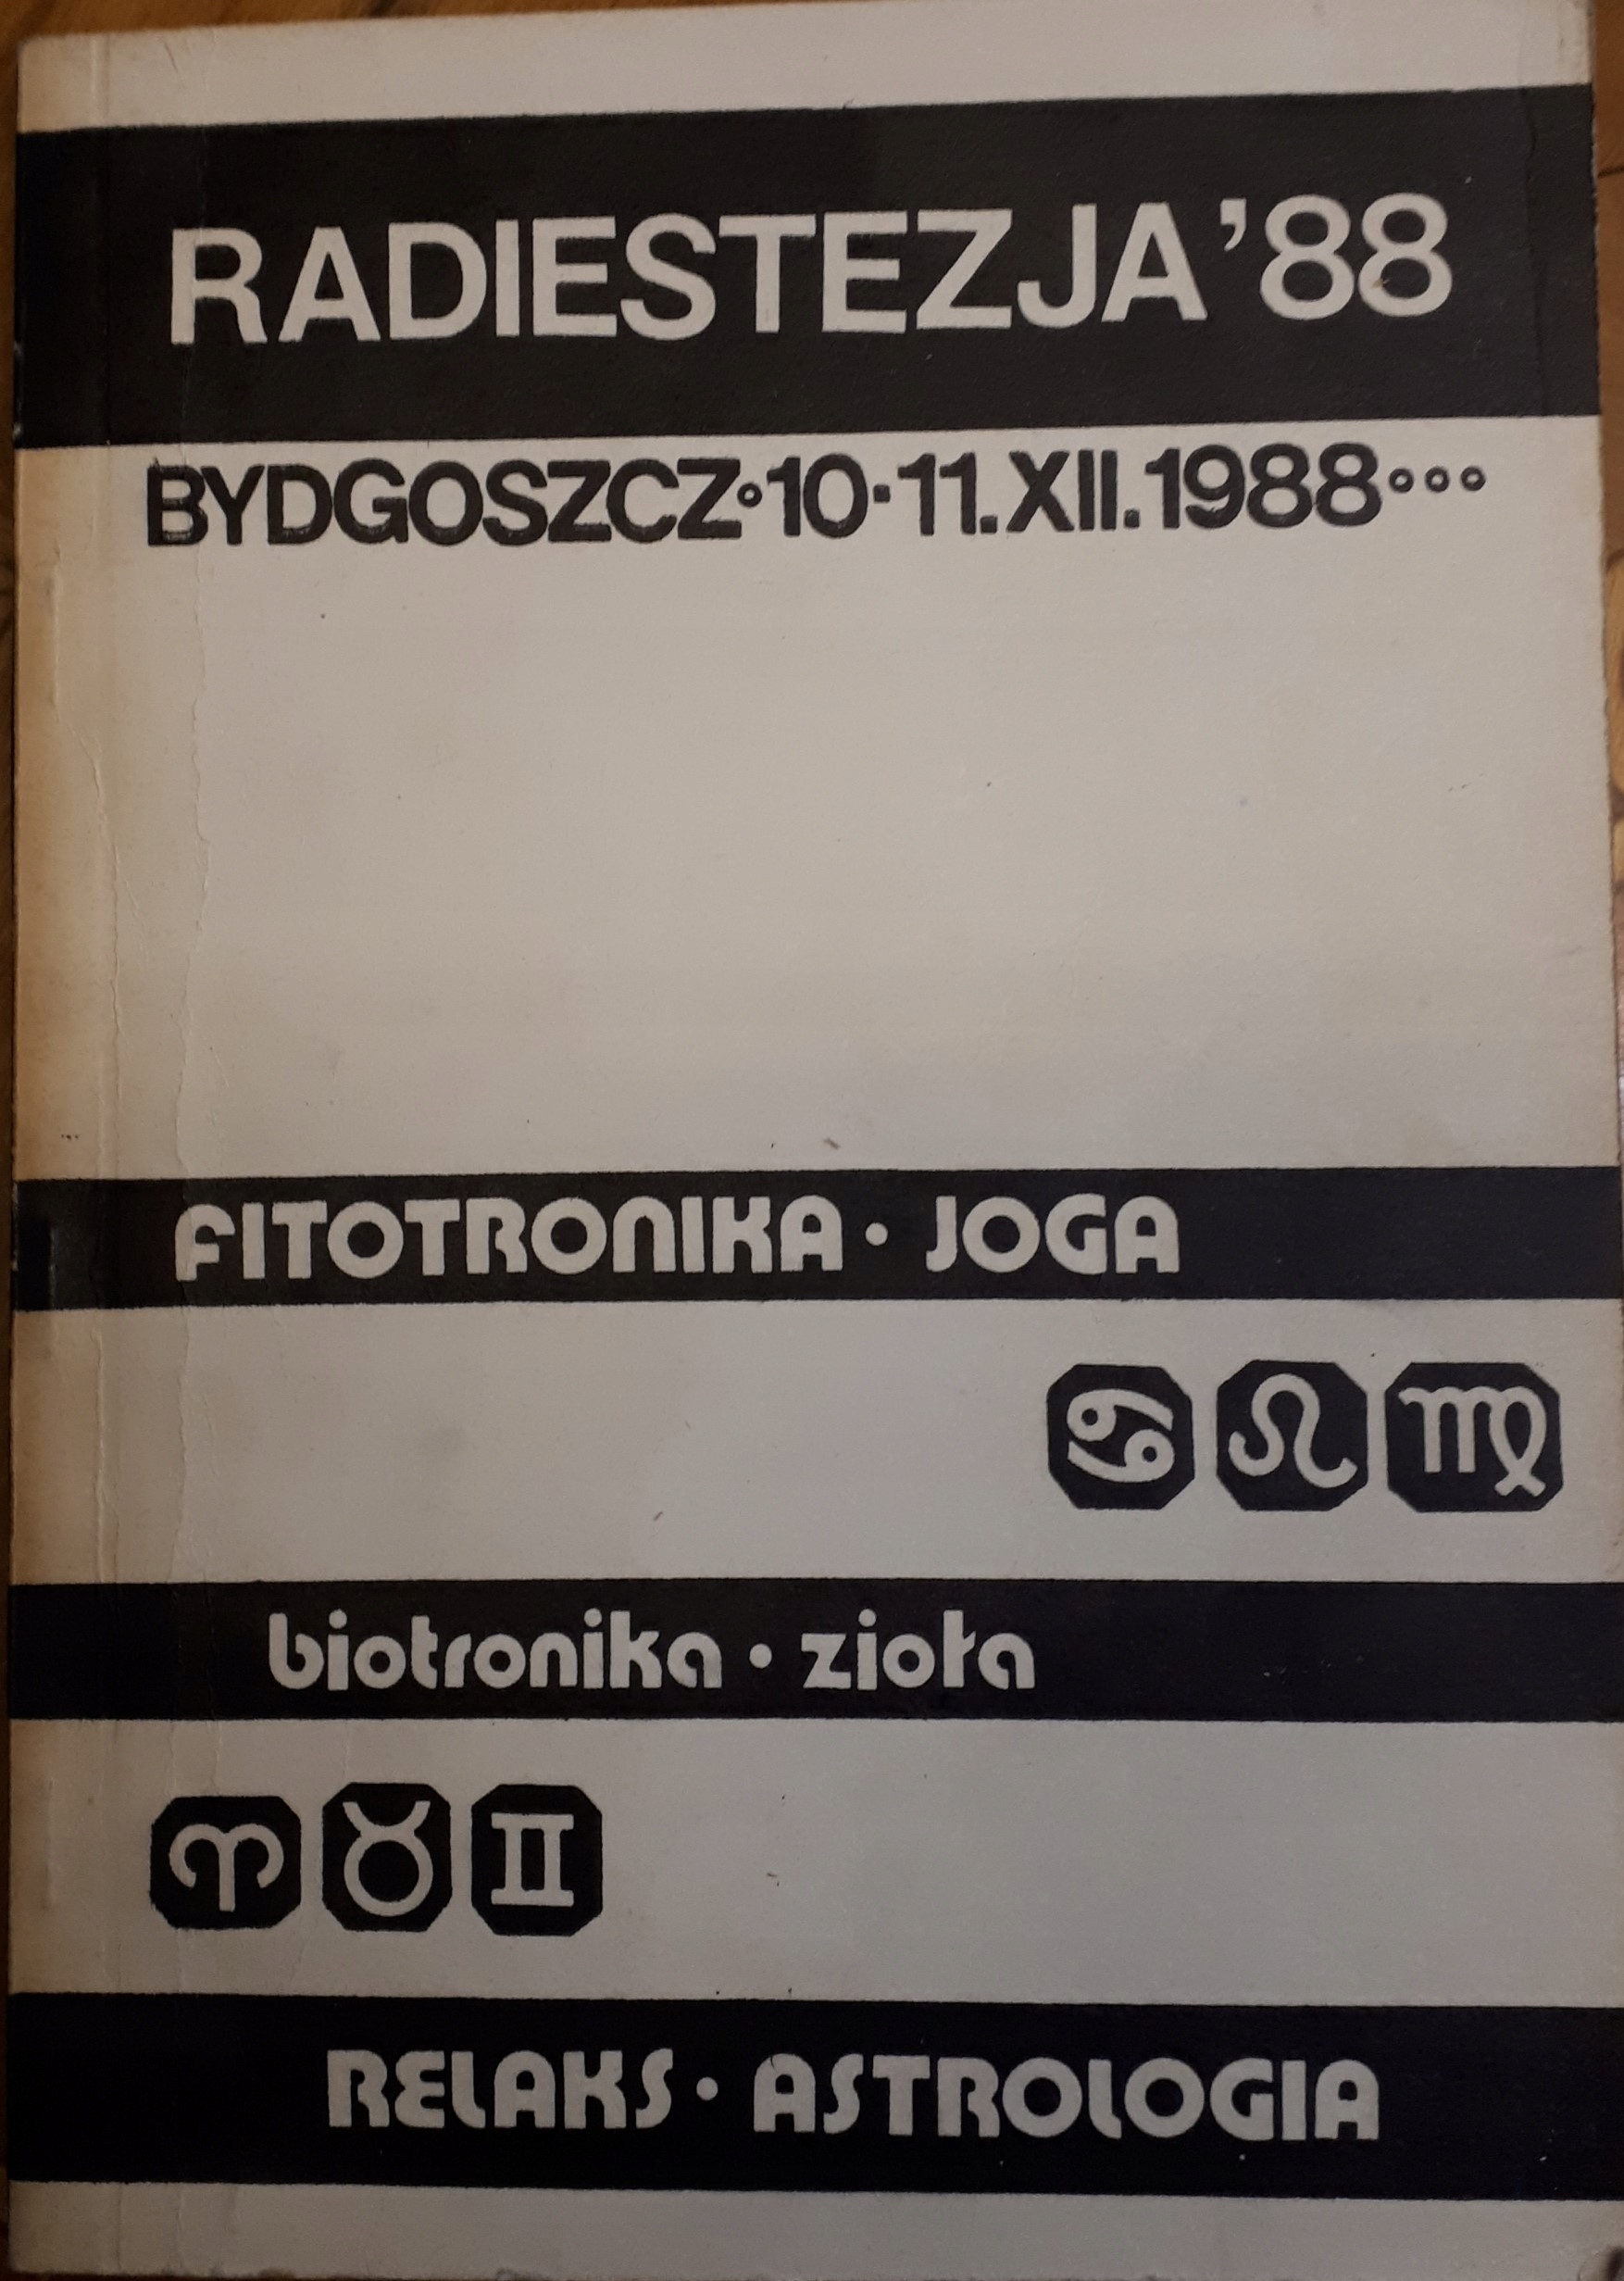 RADIESTEZJA'88
BYDGOSZCZ∘10·11.XII.1988∘∘∘
FITOTRONIKA • JOGA
♋ ♌ ♍
biotronika • zioła
♈ ♉ ♊
RELAKS • ASTROLOGIA